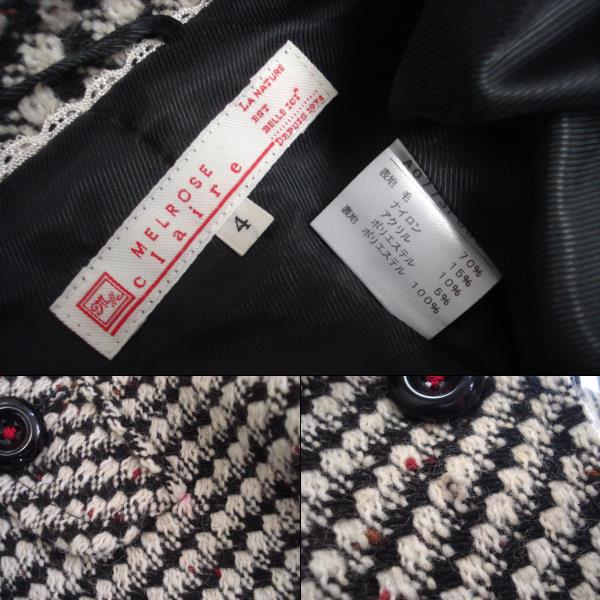 MELROSE
claire
LA NATURE
EST
BELLE ICI
DEPUIS 1973
4
表地 毛 70%
ナイロン 15%
アクリル 10%
ポリエステル 5%
裏地 ポリエステル 100%